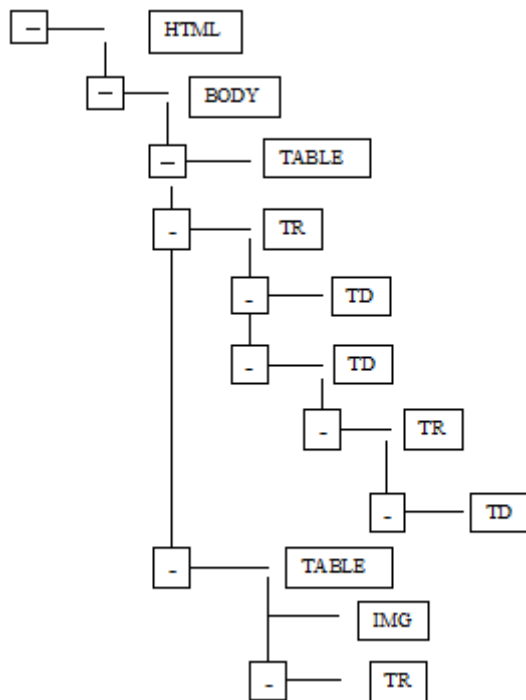 – HTML
– BODY
– TABLE
- TR
- TD
- TD
- TR
- TD
- TABLE
IMG
- TR